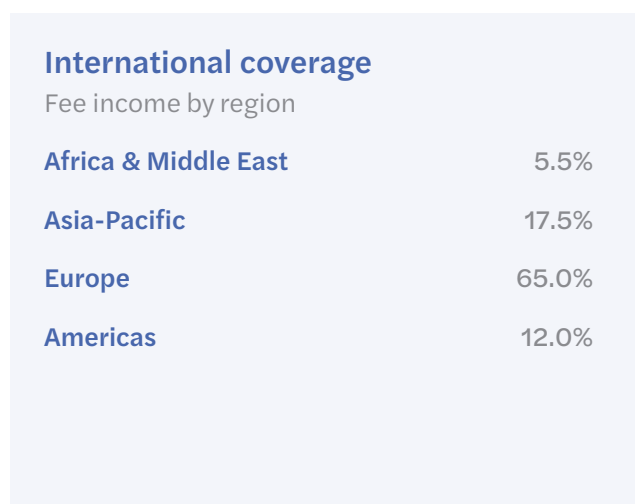 International coverage
Fee income by region
Africa & Middle East 5.5%
Asia-Pacific 17.5%
Europe 65.0%
Americas 12.0%